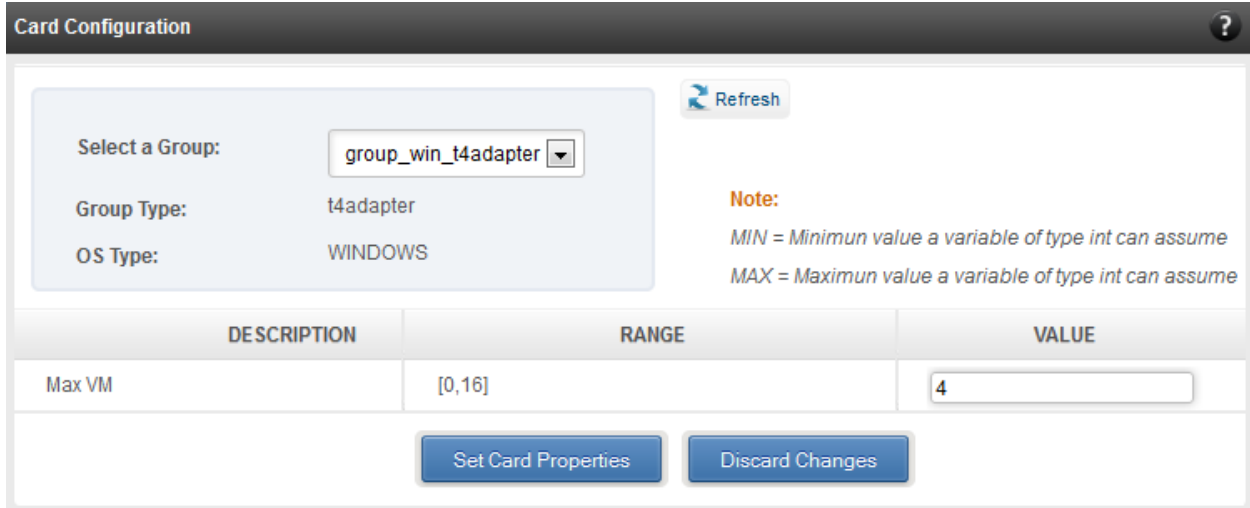 Card Configuration
?
Refresh
Select a Group: group_win_t4adapter
Group Type: t4adapter
OS Type: WINDOWS
Note:
MIN = Minimun value a variable of type int can assume
MAX = Maximun value a variable of type int can assume
DESCRIPTION RANGE VALUE
Max VM [0,16] 4
Set Card Properties Discard Changes